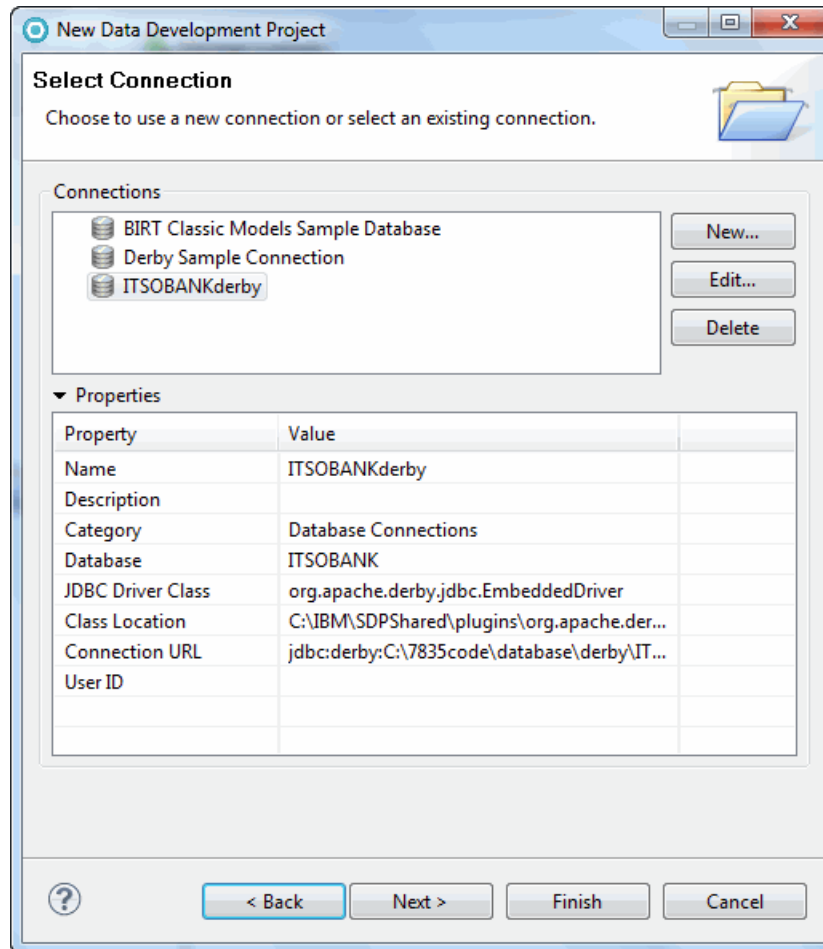 New Data Development Project
Select Connection
Choose to use a new connection or select an existing connection.
Connections
BIRT Classic Models Sample Database
Derby Sample Connection
ITSOBANKderby
New...
Edit...
Delete
Properties
Property Value
Name ITSOBANKderby
Description
Category Database Connections
Database ITSOBANK
JDBC Driver Class org.apache.derby.jdbc.EmbeddedDriver
Class Location C:\IBM\SDPShared\plugins\org.apache.der...
Connection URL jdbc:derby:C:\7835code\database\derby\IT...
User ID
? < Back Next > Finish Cancel